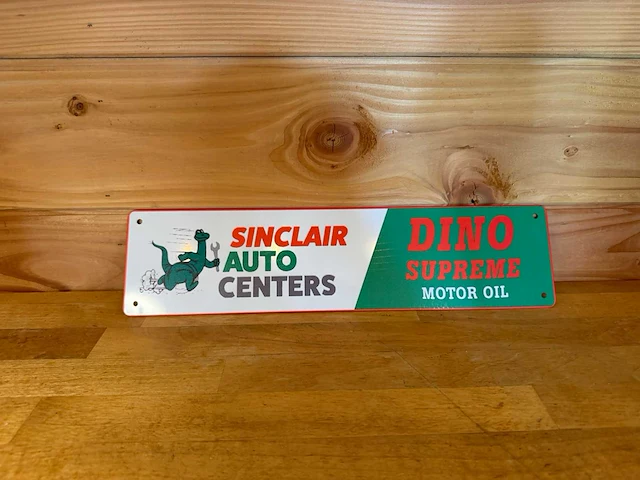 SINCLAIR
AUTO
CENTERS
DINO
SUPREME
MOTOR OIL